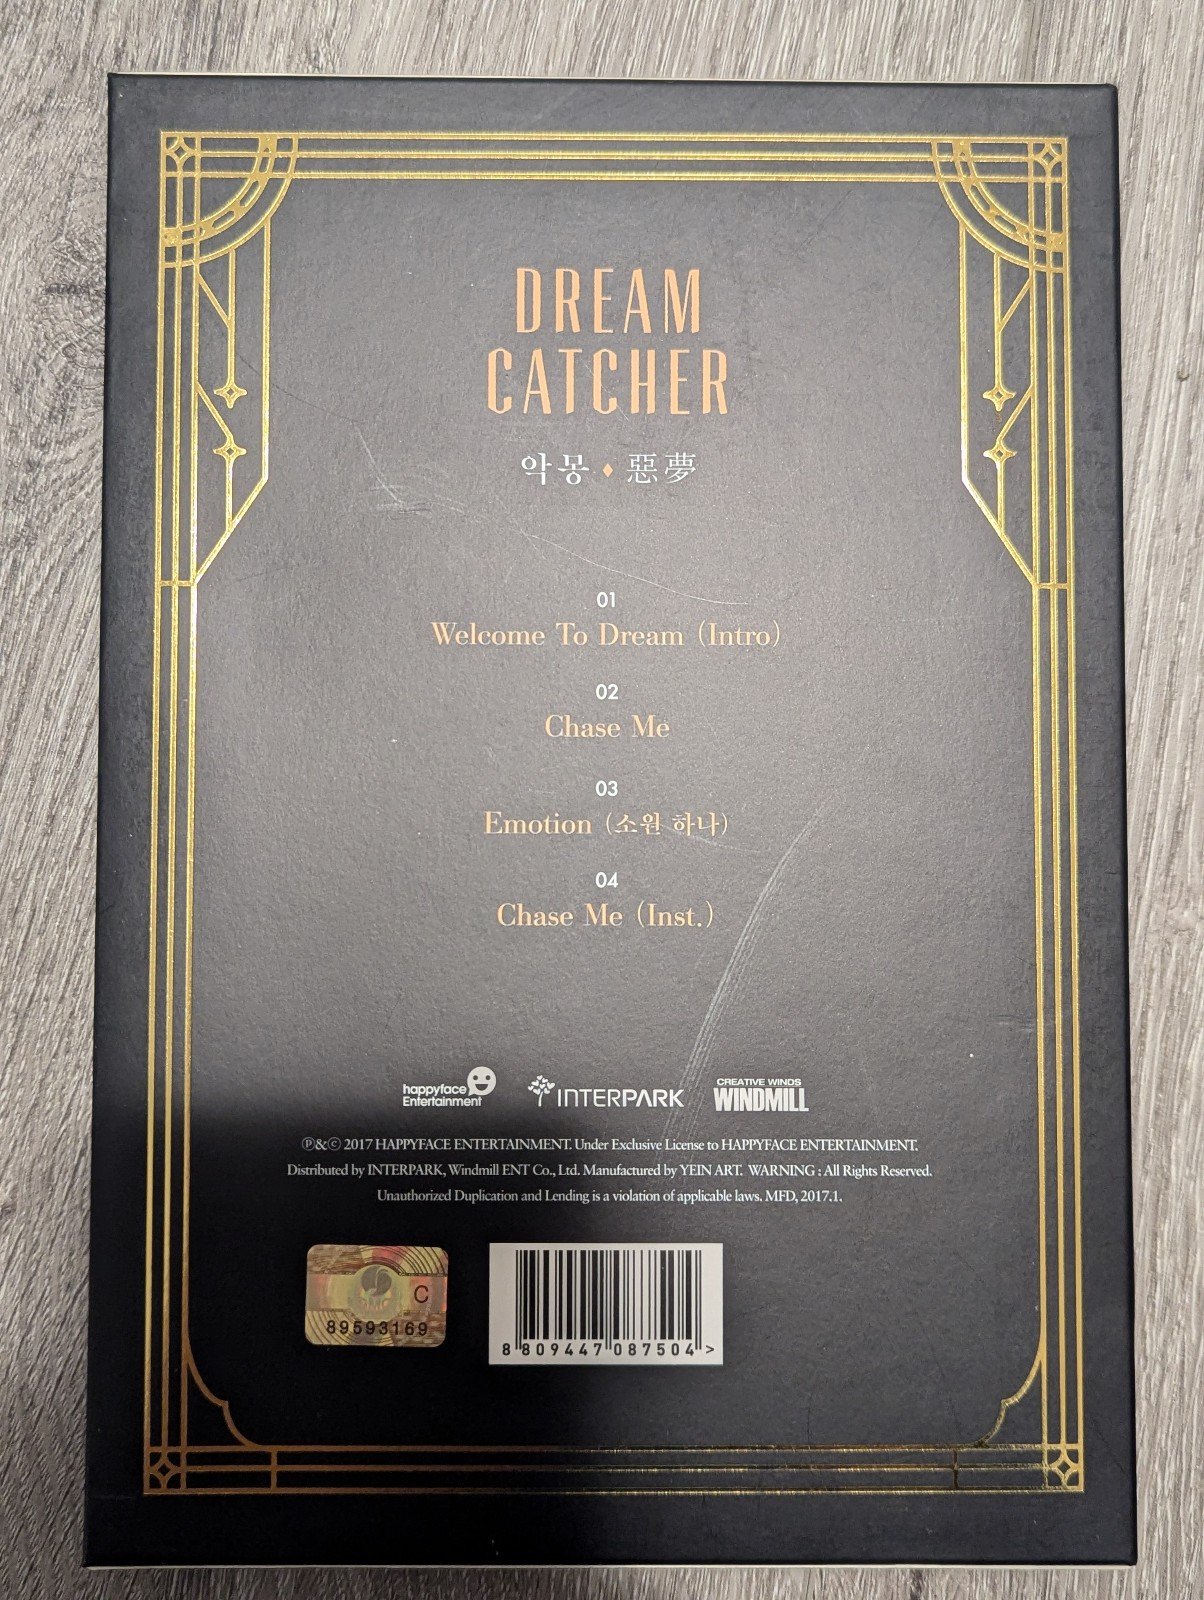 DREAM
CATCHER
악몽 ♦ 惡夢
01
Welcome To Dream (Intro)
02
Chase Me
03
Emotion (소원 하나)
04
Chase Me (Inst.)
happyface
Entertainment
INTERPARK
CREATIVE WINDS
WINDMILL
Ⓟ&ⓒ 2017 HAPPYFACE ENTERTAINMENT. Under Exclusive License to HAPPYFACE ENTERTAINMENT.
Distributed by INTERPARK, Windmill ENT Co., Ltd. Manufactured by YEIN ART. WARNING : All Rights Reserved.
Unauthorized Duplication and Lending is a violation of applicable laws. MFD, 2017.1.
C
89593169
8 809447 087504 >